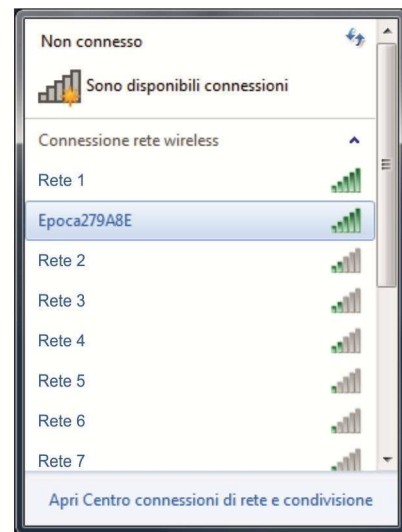 Non connesso
Sono disponibili connessioni
Connessione rete wireless
Rete 1
Epoca279A8E
Rete 2
Rete 3
Rete 4
Rete 5
Rete 6
Rete 7
Apri Centro connessioni di rete e condivisione